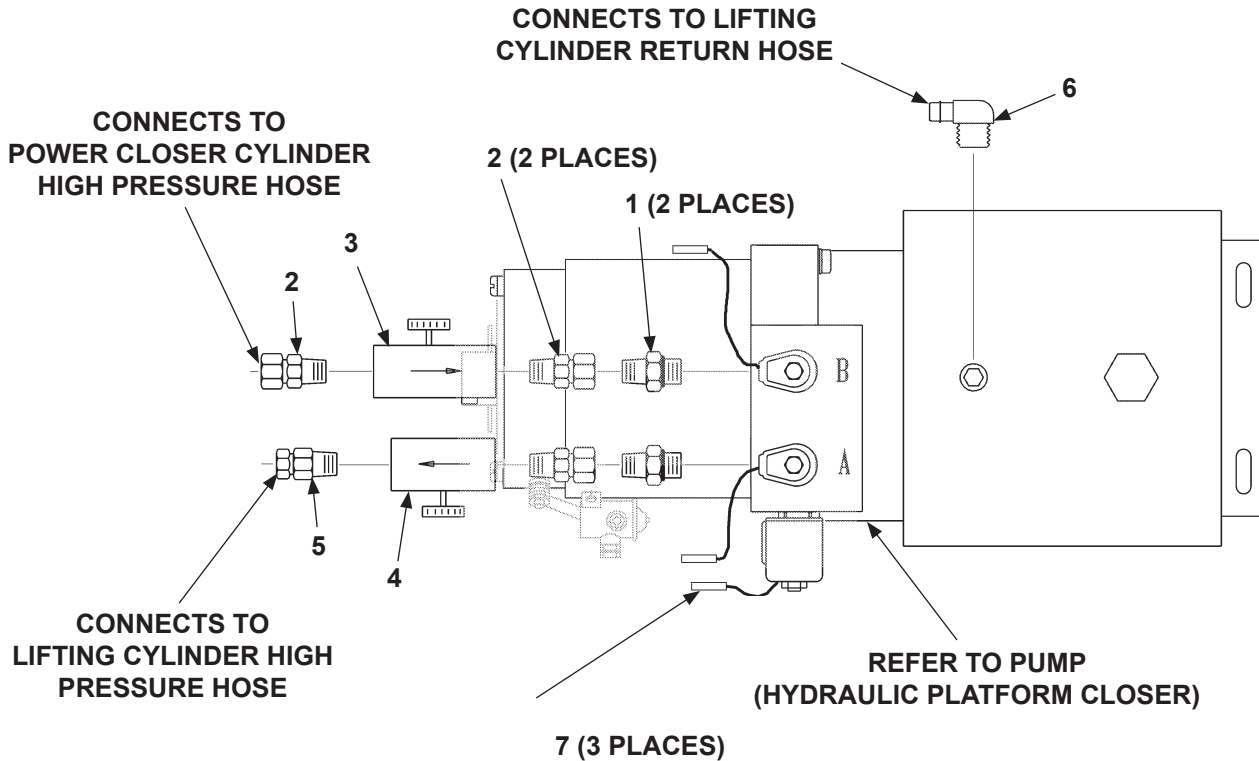 CONNECTS TO LIFTING
CYLINDER RETURN HOSE
6
CONNECTS TO
POWER CLOSER CYLINDER
HIGH PRESSURE HOSE
2 (2 PLACES)
1 (2 PLACES)
3
2
B
A
5
4
CONNECTS TO
LIFTING CYLINDER HIGH
PRESSURE HOSE
REFER TO PUMP
(HYDRAULIC PLATFORM CLOSER)
7 (3 PLACES)